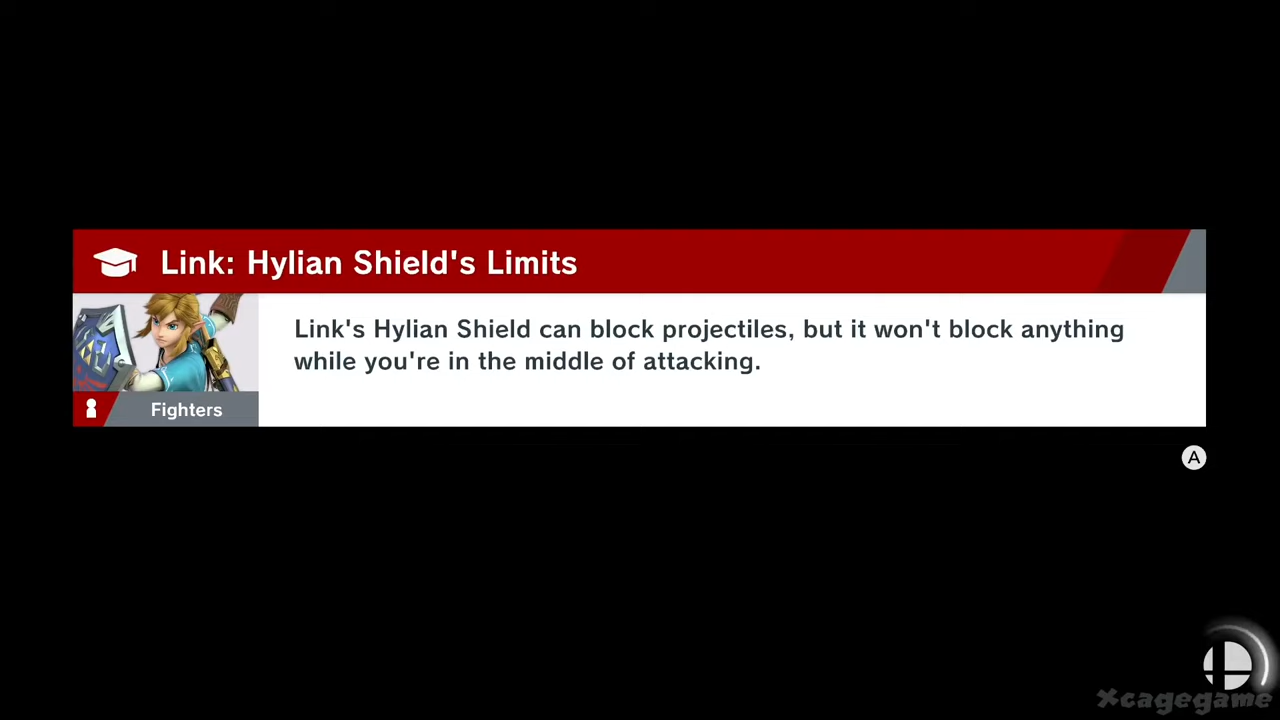 Link: Hylian Shield's Limits
Link's Hylian Shield can block projectiles, but it won't block anything
while you're in the middle of attacking.
Fighters
A
Xcagegame